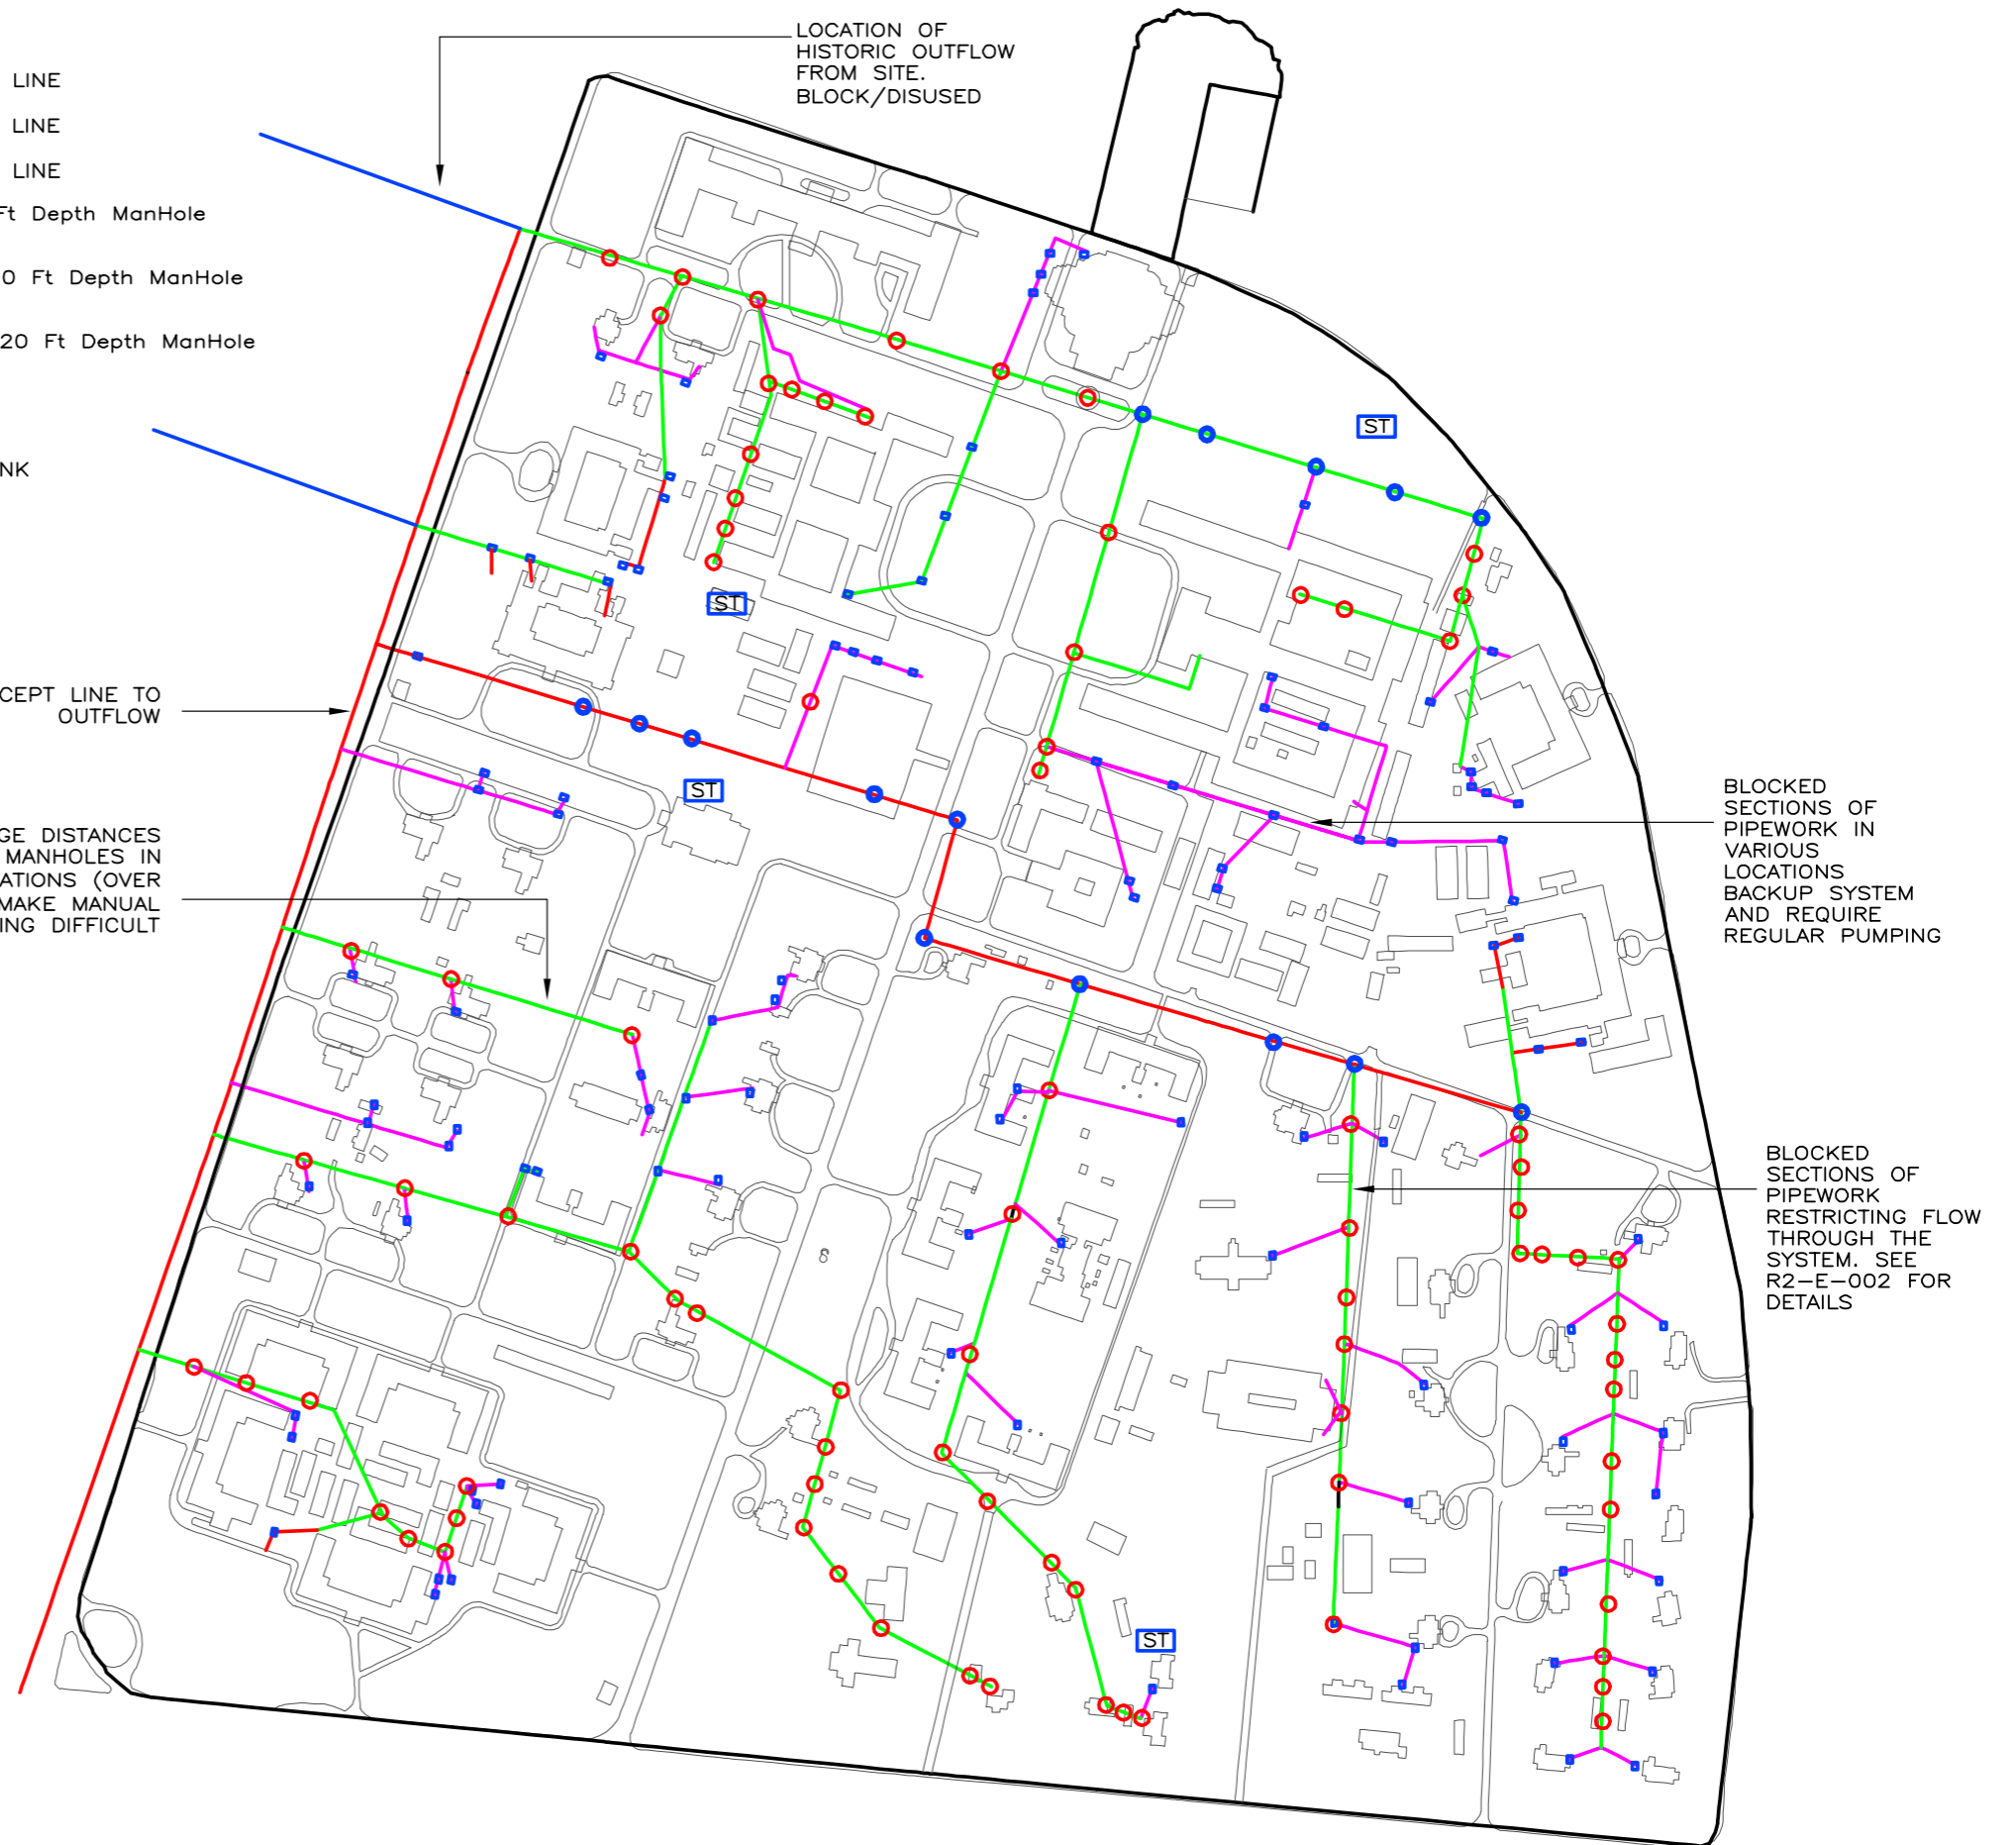 LOCATION OF
HISTORIC OUTFLOW
FROM SITE.
BLOCK/DISUSED
LINE
LINE
LINE
Ft Depth ManHole
0 Ft Depth ManHole
20 Ft Depth ManHole
NK
ST
ST
ST
ST
CEPT LINE TO
OUTFLOW
GE DISTANCES
MANHOLES IN
ATIONS (OVER
MAKE MANUAL
ING DIFFICULT
BLOCKED
SECTIONS OF
PIPEWORK IN
VARIOUS
LOCATIONS
BACKUP SYSTEM
AND REQUIRE
REGULAR PUMPING
BLOCKED
SECTIONS OF
PIPEWORK
RESTRICTING FLOW
THROUGH THE
SYSTEM. SEE
R2-E-002 FOR
DETAILS